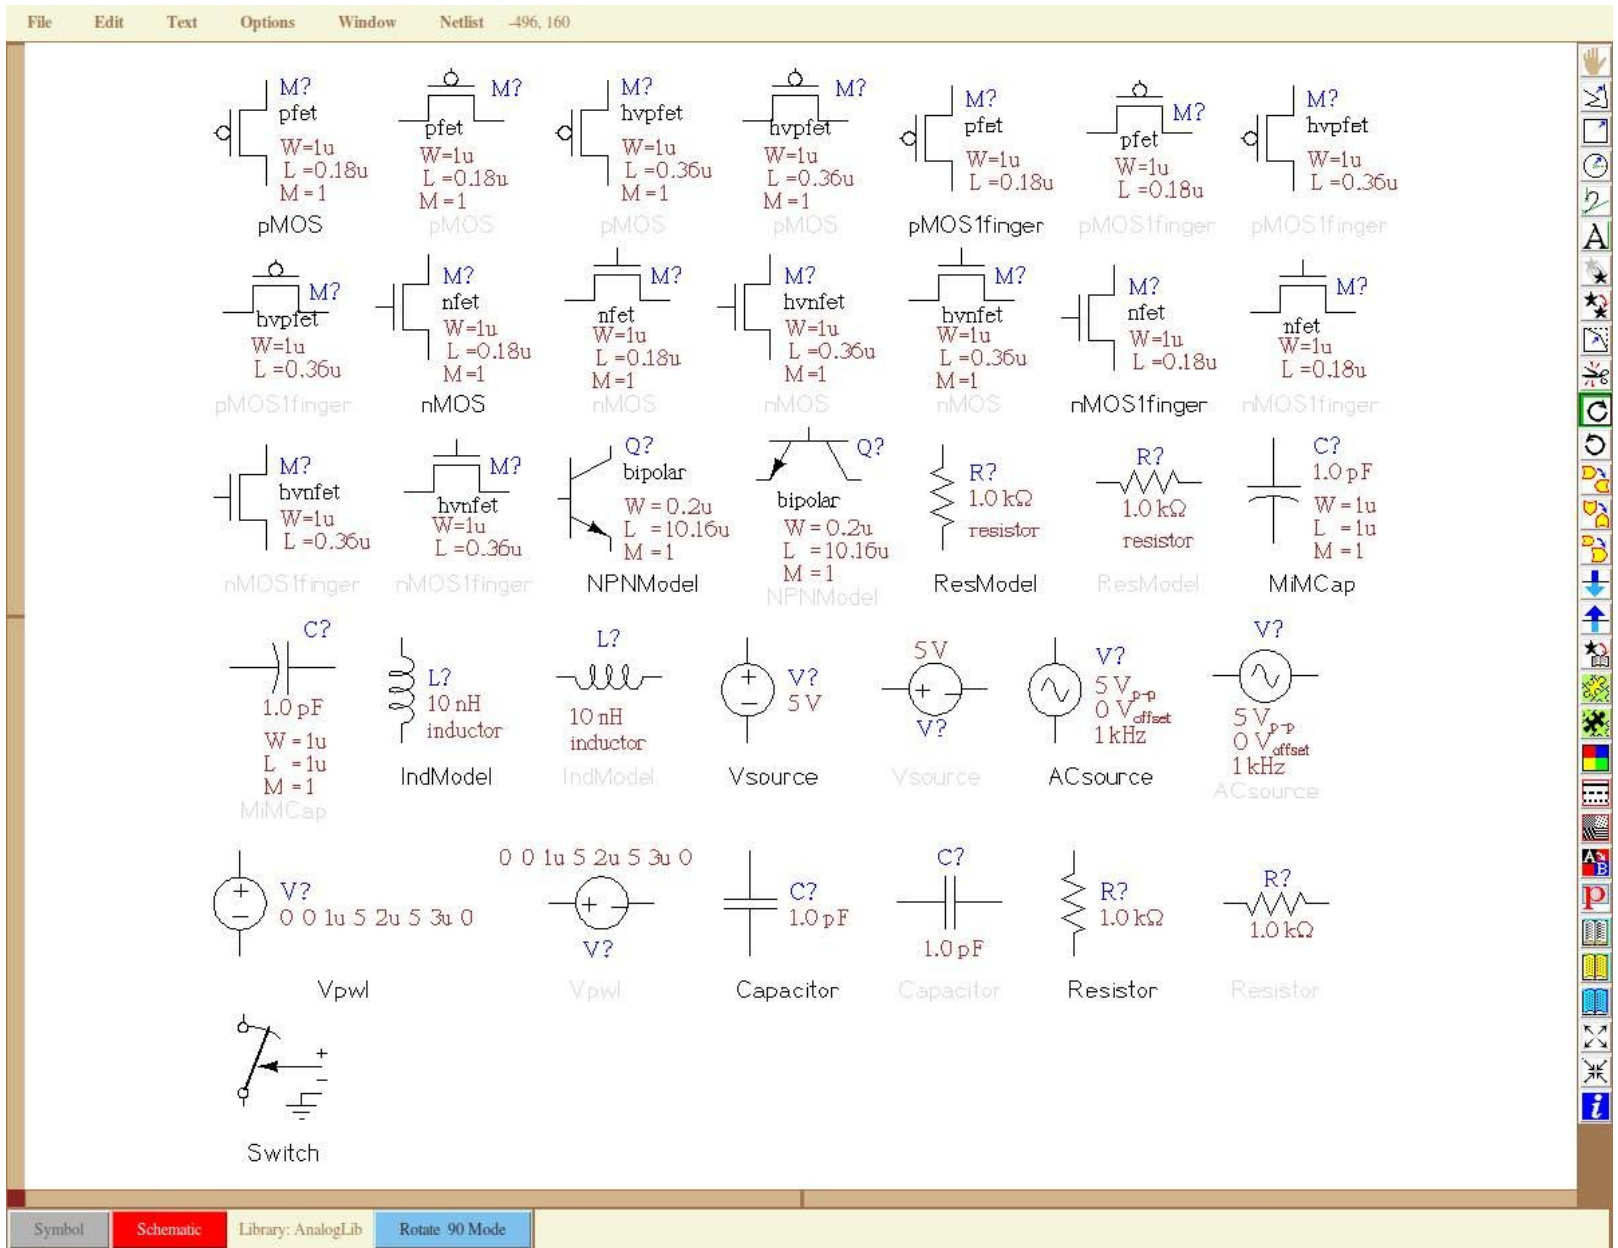 File Edit Text Options Window Netlist -496, 160
M? M? M? M? M? M? M?
pfet pfet hvpfet hvpfet pfet pfet hvpfet
W=1u W=1u W=1u W=1u W=1u W=1u W=1u
L =0.18u L =0.18u L =0.36u L =0.36u L =0.18u L =0.18u L =0.36u
M =1 M =1 M =1 M =1
pMOS pMOS pMOS pMOS pMOS1finger pMOS1finger pMOS1finger
M? M? M? M? M? M? M?
hvpfet nfet nfet hvnfet hvnfet nfet nfet
W=1u W=1u W=1u W=1u W=1u W=1u W=1u
L =0.36u L =0.18u L =0.18u L =0.36u L =0.36u L =0.18u L =0.18u
M =1 M =1 M =1 M =1
pMOS1finger nMOS nMOS nMOS nMOS nMOS1finger nMOS1finger
M? M? Q? Q? R? R? C?
hvnfet hvnfet bipolar bipolar 1.0 kΩ 1.0 kΩ 1.0 pF
W=1u W=1u W = 0.2u W = 0.2u resistor resistor W = 1u
L =0.36u L =0.36u L = 10.16u L = 10.16u L = 1u
M = 1 M = 1 M = 1
nMOS1finger nMOS1finger NPNModel NPNModel ResModel ResModel MiMCap
C? L? L? V? 5 V V? V?
1.0 pF 10 nH 10 nH 5 V V? 5 Vp-p 5 Vp-p
W = 1u inductor inductor 0 Voffset 0 Voffset
L = 1u 1 kHz 1 kHz
M = 1
MiMCap IndModel IndModel Vsource Vsource ACsource ACsource
V? 0 0 1u 5 2u 5 3u 0 C? C? R? R?
0 0 1u 5 2u 5 3u 0 V? 1.0 pF 1.0 pF 1.0 kΩ 1.0 kΩ
Vpwl Vpwl Capacitor Capacitor Resistor Resistor
Switch
Symbol Schematic Library: AnalogLib Rotate 90 Mode